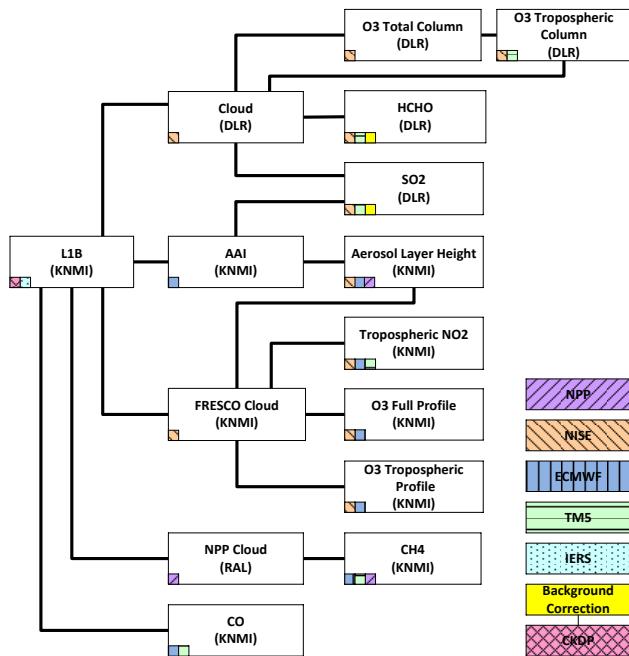 O3 Total Column
(DLR)
O3 Tropospheric
Column
(DLR)
Cloud
(DLR)
HCHO
(DLR)
SO2
(DLR)
L1B
(KNMI)
AAI
(KNMI)
Aerosol Layer Height
(KNMI)
Tropospheric NO2
(KNMI)
FRESCO Cloud
(KNMI)
O3 Full Profile
(KNMI)
O3 Tropospheric
Profile
(KNMI)
NPP Cloud
(RAL)
CH4
(KNMI)
CO
(KNMI)
NPP
NISE
ECMWF
TM5
IERS
Background
Correction
CKDP